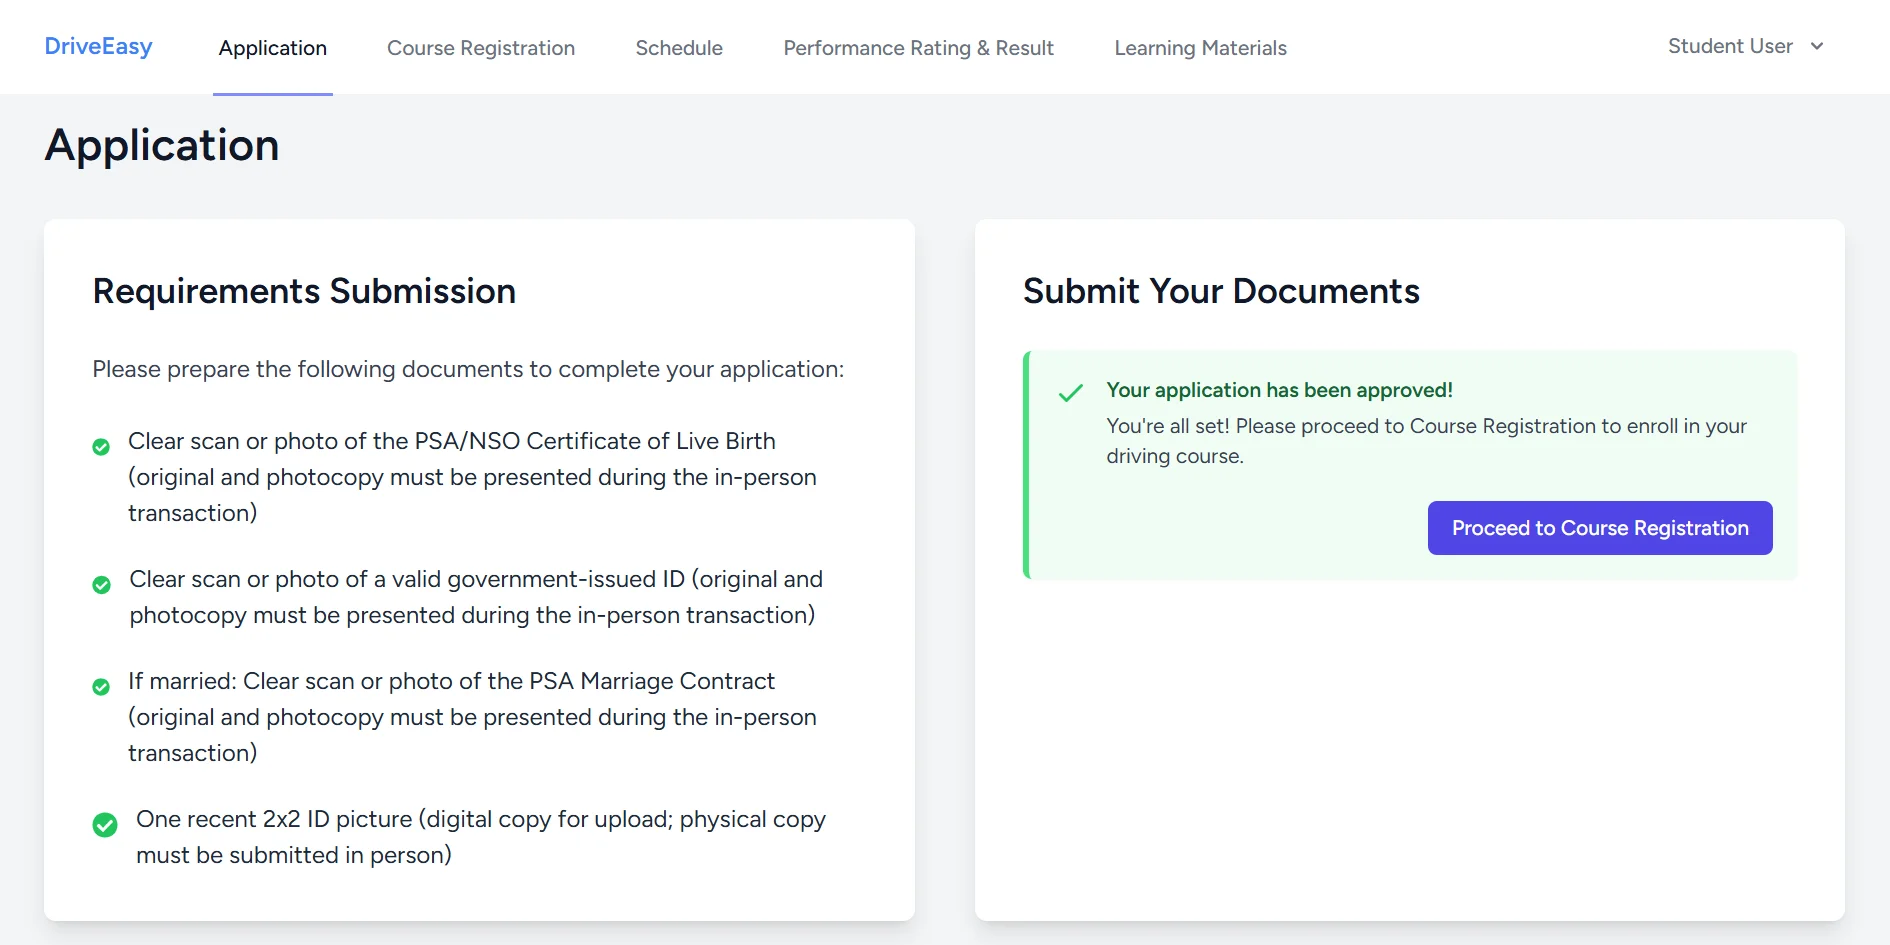 DriveEasy
Application
Course Registration
Schedule
Performance Rating & Result
Learning Materials
Student User
Application
Requirements Submission
Please prepare the following documents to complete your application:
Clear scan or photo of the PSA/NSO Certificate of Live Birth
(original and photocopy must be presented during the in-person
transaction)
Clear scan or photo of a valid government-issued ID (original and
photocopy must be presented during the in-person transaction)
If married: Clear scan or photo of the PSA Marriage Contract
(original and photocopy must be presented during the in-person
transaction)
One recent 2x2 ID picture (digital copy for upload; physical copy
must be submitted in person)
Submit Your Documents
Your application has been approved!
You're all set! Please proceed to Course Registration to enroll in your
driving course.
Proceed to Course Registration